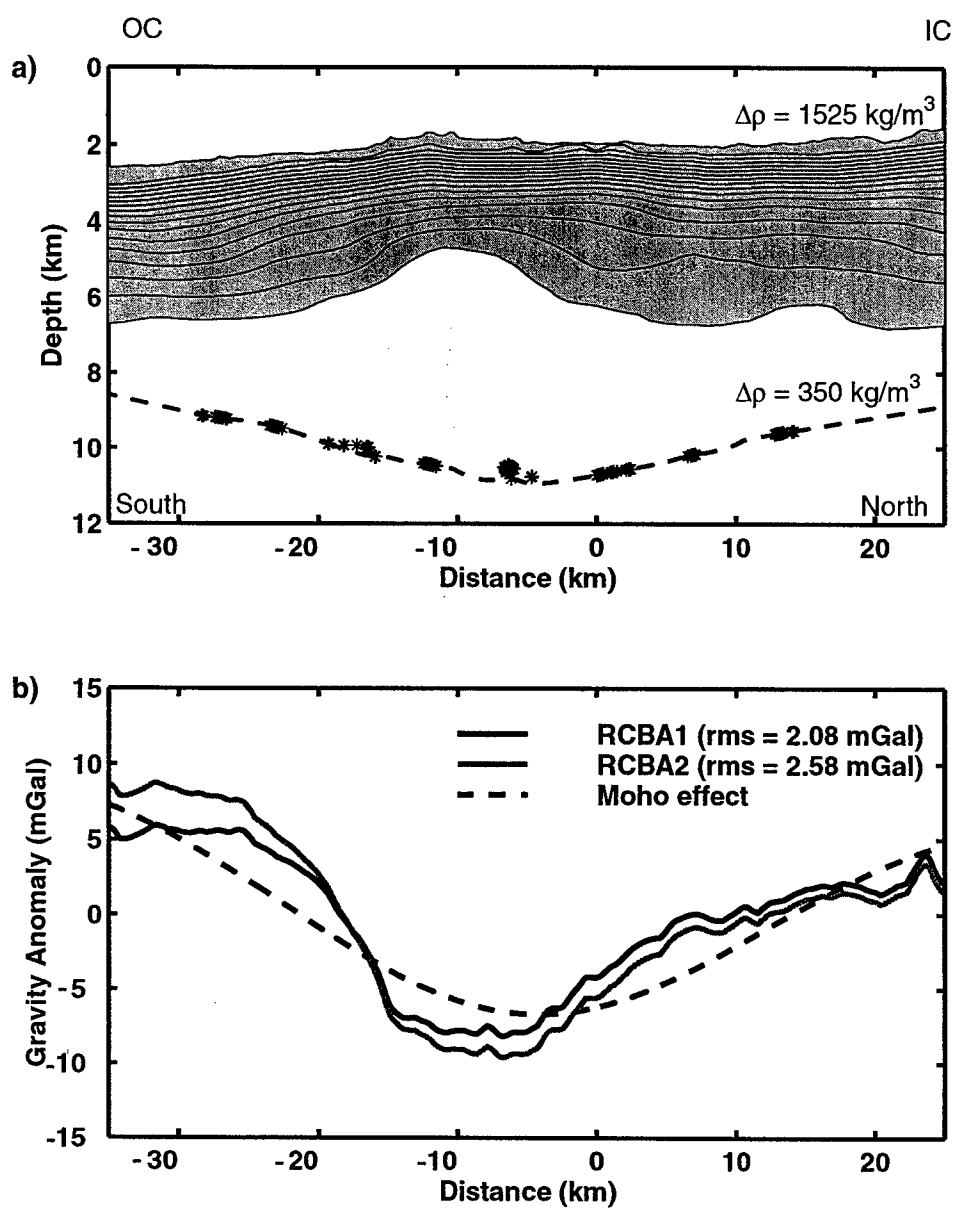 OC IC
a)
0
Δρ = 1525 kg/m³
2
4
Depth (km)
6
8
Δρ = 350 kg/m³
10
South North
12
-30 -20 -10 0 10 20
Distance (km)
b)
15
RCBA1 (rms = 2.08 mGal)
10
RCBA2 (rms = 2.58 mGal)
Moho effect
5
0
Gravity Anomaly (mGal)
-5
-10
-15
-30 -20 -10 0 10 20
Distance (km)